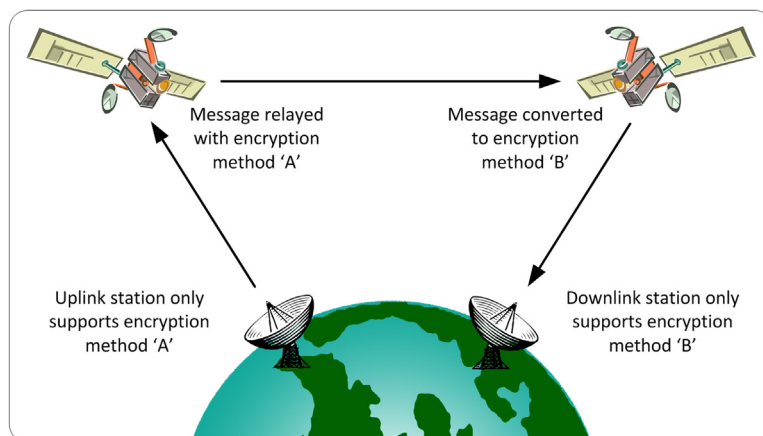 Message relayed
with encryption
method ‘A’
Message converted
to encryption
method ‘B’
Uplink station only
supports encryption
method ‘A’
Downlink station only
supports encryption
method ‘B’